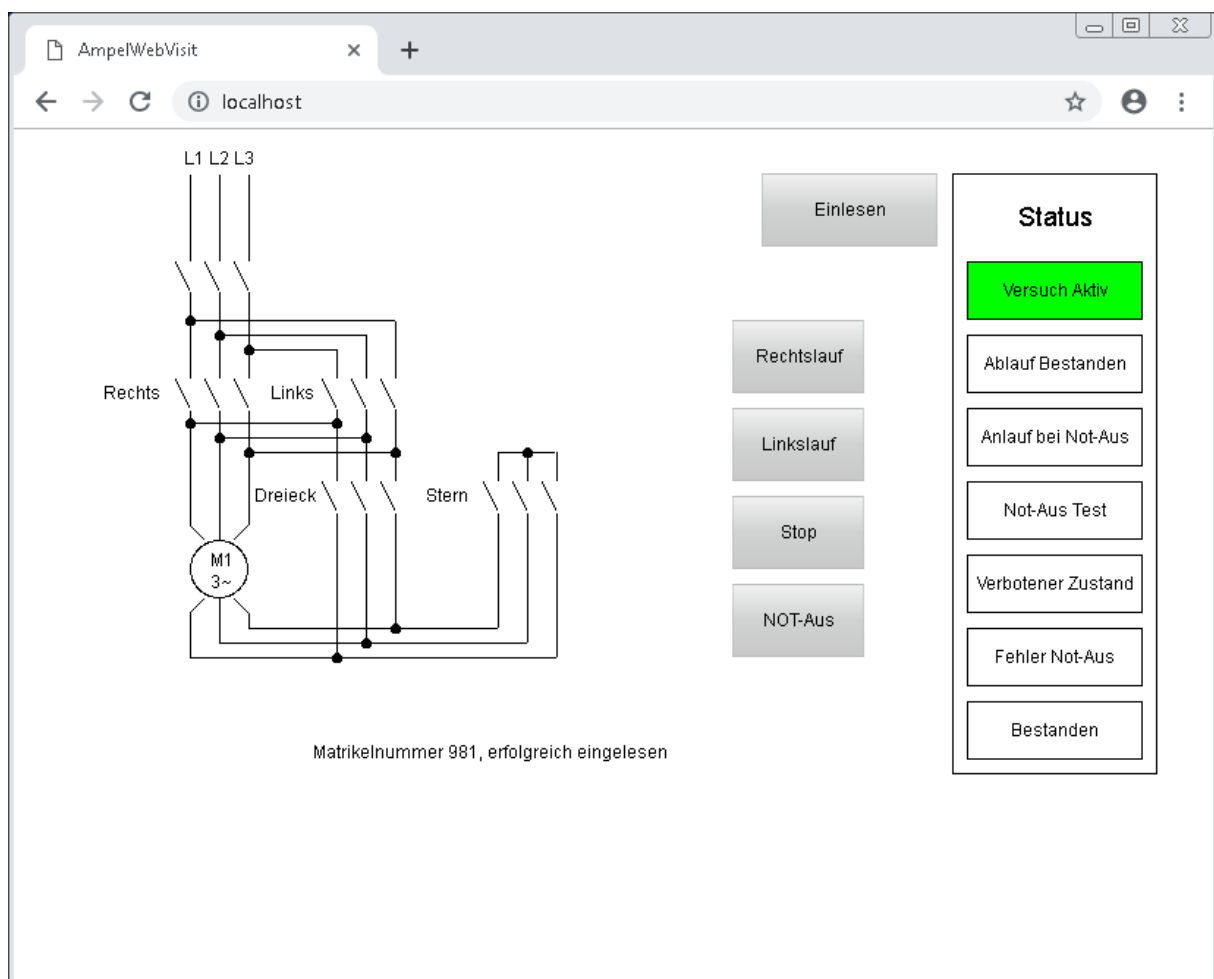 AmpelWebVisit
localhost
L1 L2 L3
Einlesen
Status
Versuch Aktiv
Rechtslauf
Ablauf Bestanden
Rechts
Links
Linkslauf
Anlauf bei Not-Aus
Dreieck
Stern
Stop
Not-Aus Test
M1
3~
Verbotener Zustand
NOT-Aus
Fehler Not-Aus
Bestanden
Matrikelnummer 981, erfolgreich eingelesen